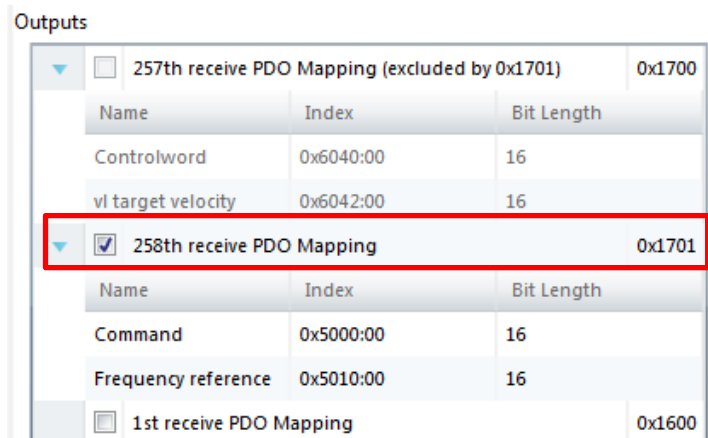 Outputs
257th receive PDO Mapping (excluded by 0x1701) 0x1700
Name Index Bit Length
Controlword 0x6040:00 16
vl target velocity 0x6042:00 16
258th receive PDO Mapping 0x1701
Name Index Bit Length
Command 0x5000:00 16
Frequency reference 0x5010:00 16
1st receive PDO Mapping 0x1600